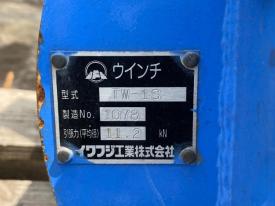 ウインチ
型式 TW-1S
製造No. 1078
引張力(平均径) 11.2 kN
イワフジ工業株式会社